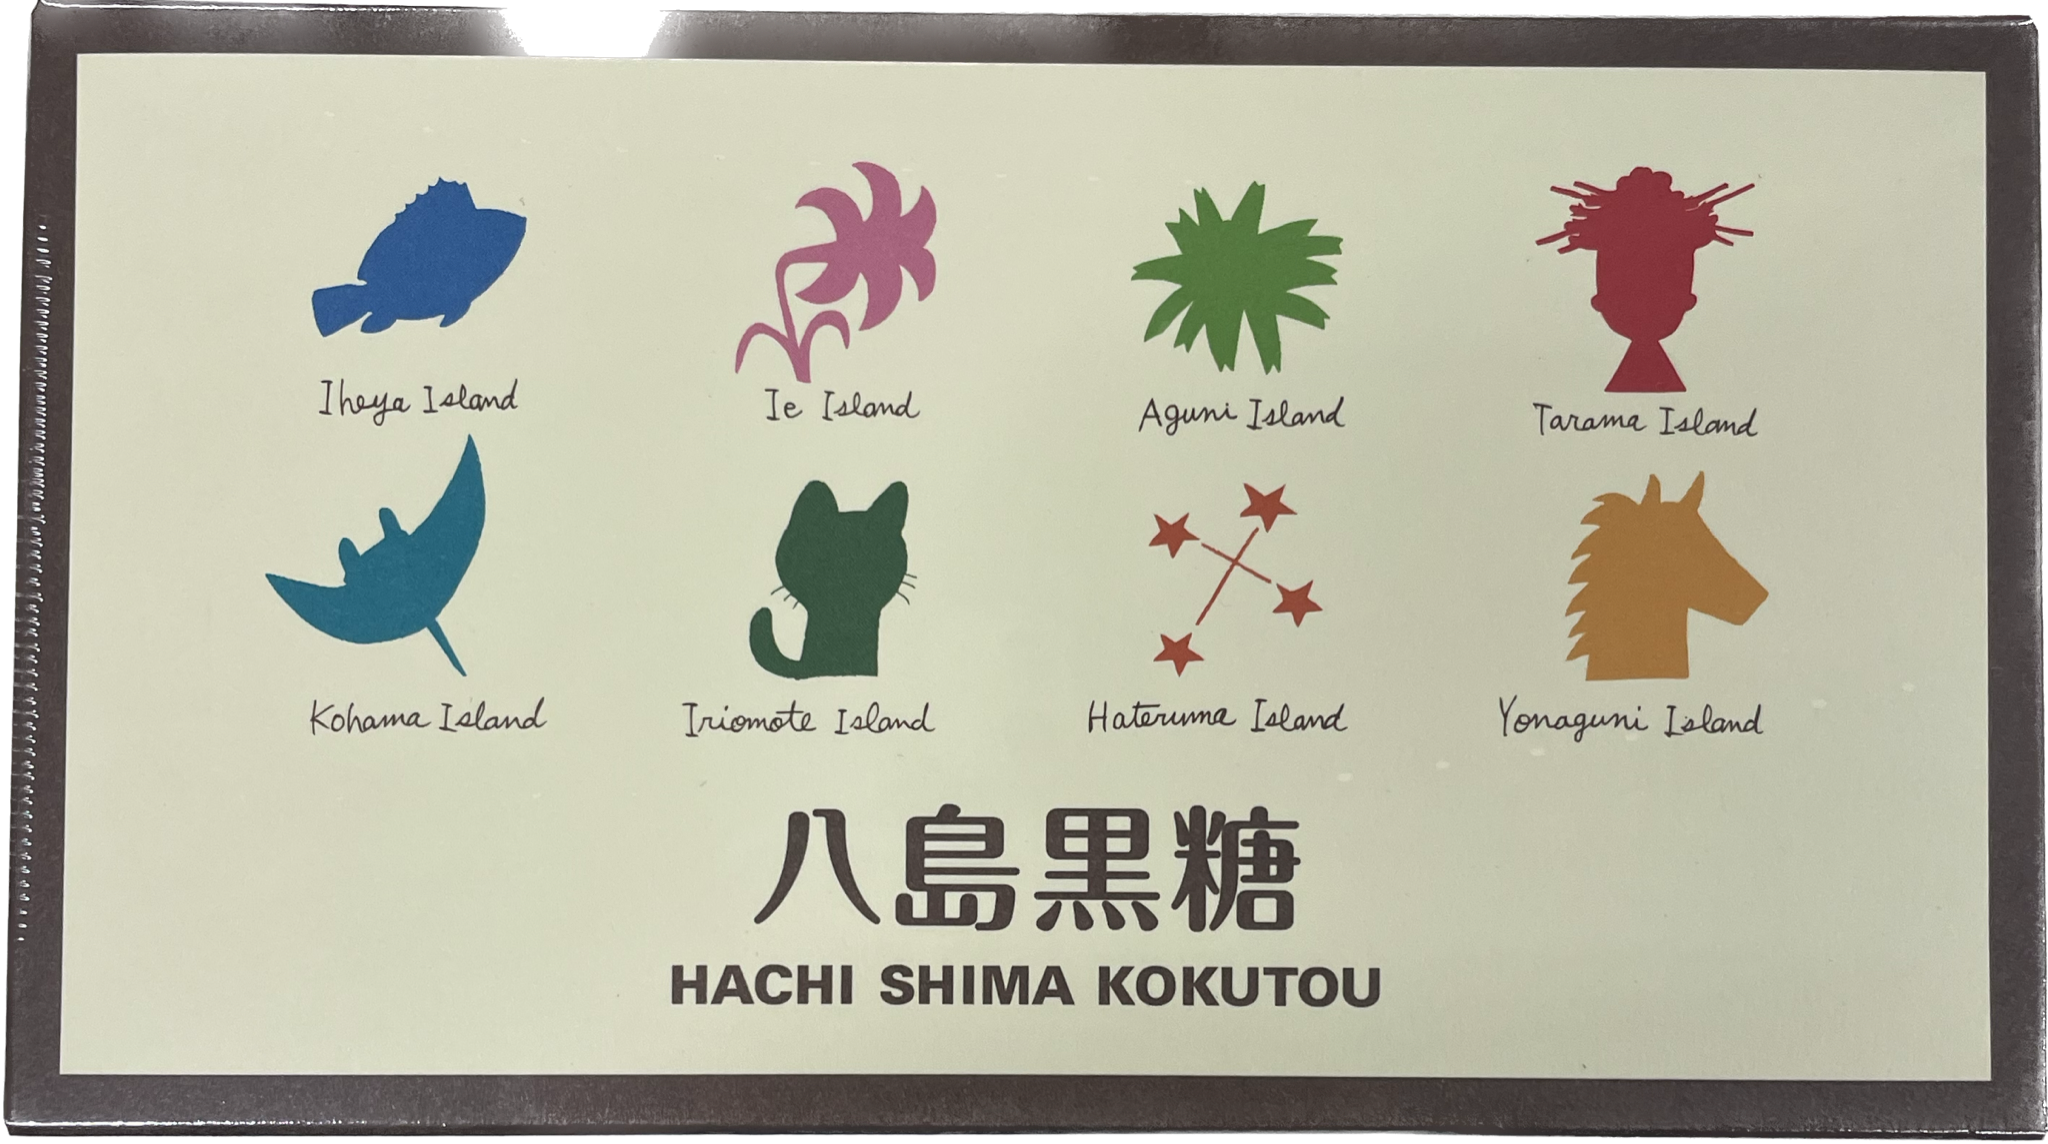 Iheya Island
Ie Island
Aguni Island
Tarama Island
Kohama Island
Iriomote Island
Hateruma Island
Yonaguni Island
八島黒糖
HACHI SHIMA KOKUTOU